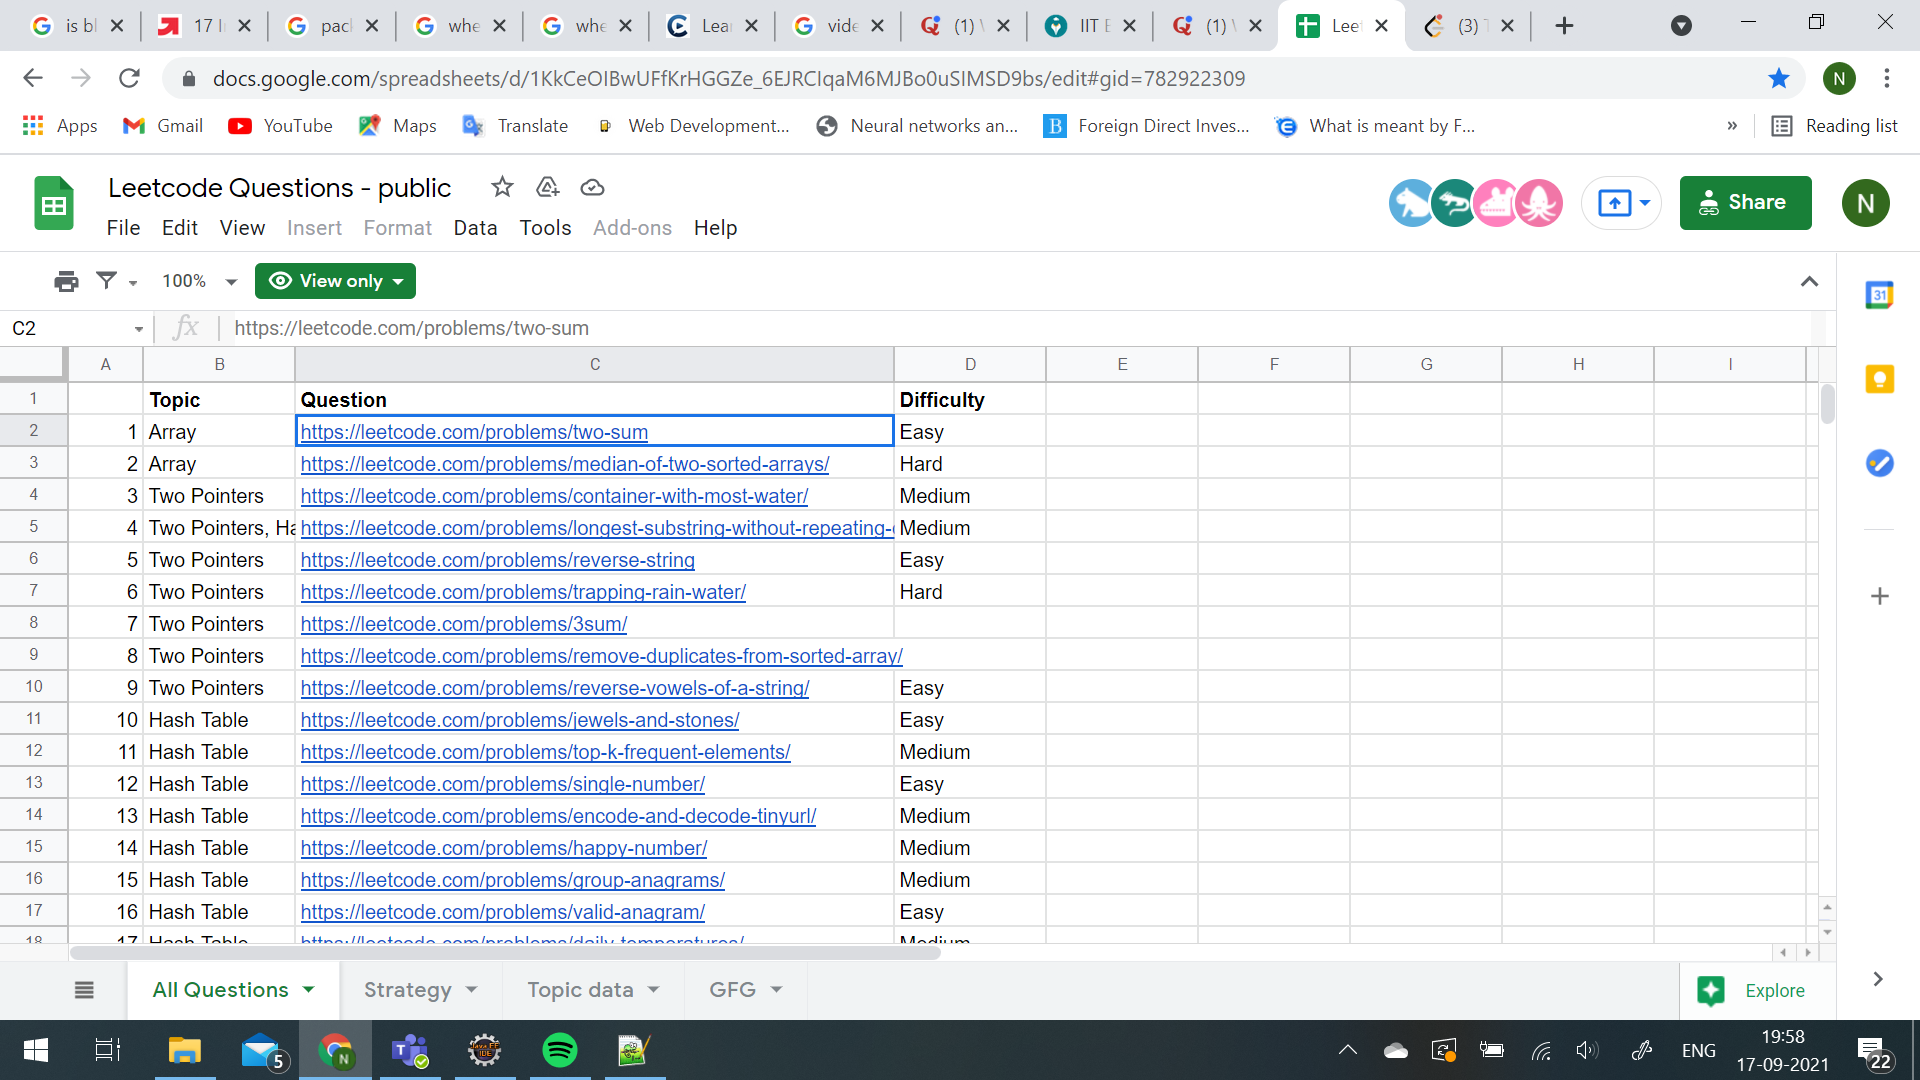 is bl
17 I
pac
whe
whe
Lea
vide
(1)
IIT E
(1)
Leet
(3)
docs.google.com/spreadsheets/d/1KkCeOIBwUFfKrHGGZe_6EJRCIqaM6MJBo0uSIMSD9bs/edit#gid=782922309
N
Apps
Gmail
YouTube
Maps
Translate
Web Development...
Neural networks an...
Foreign Direct Inves...
What is meant by F...
»
Reading list
Leetcode Questions - public
File Edit View Insert Format Data Tools Add-ons Help
Share
N
100%
View only
31
C2
fx
https://leetcode.com/problems/two-sum
A B C D E F G H I
1 Topic Question Difficulty
2 1 Array https://leetcode.com/problems/two-sum Easy
3 2 Array https://leetcode.com/problems/median-of-two-sorted-arrays/ Hard
4 3 Two Pointers https://leetcode.com/problems/container-with-most-water/ Medium
5 4 Two Pointers, Ha https://leetcode.com/problems/longest-substring-without-repeating- Medium
6 5 Two Pointers https://leetcode.com/problems/reverse-string Easy
7 6 Two Pointers https://leetcode.com/problems/trapping-rain-water/ Hard
8 7 Two Pointers https://leetcode.com/problems/3sum/
9 8 Two Pointers https://leetcode.com/problems/remove-duplicates-from-sorted-array/
10 9 Two Pointers https://leetcode.com/problems/reverse-vowels-of-a-string/ Easy
11 10 Hash Table https://leetcode.com/problems/jewels-and-stones/ Easy
12 11 Hash Table https://leetcode.com/problems/top-k-frequent-elements/ Medium
13 12 Hash Table https://leetcode.com/problems/single-number/ Easy
14 13 Hash Table https://leetcode.com/problems/encode-and-decode-tinyurl/ Medium
15 14 Hash Table https://leetcode.com/problems/happy-number/ Medium
16 15 Hash Table https://leetcode.com/problems/group-anagrams/ Medium
17 16 Hash Table https://leetcode.com/problems/valid-anagram/ Easy
18 17 Hash Table https://leetcode.com/problems/daily-temperatures/ Medium
All Questions Strategy Topic data GFG
Explore
5
N
ENG
19:58
17-09-2021
22